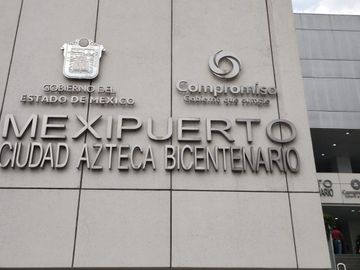 GOBIERNO DEL
ESTADO DE MÉXICO
Compromiso
Gobierno que cumple
MEXIPUERTO
CIUDAD AZTECA BICENTENARIO